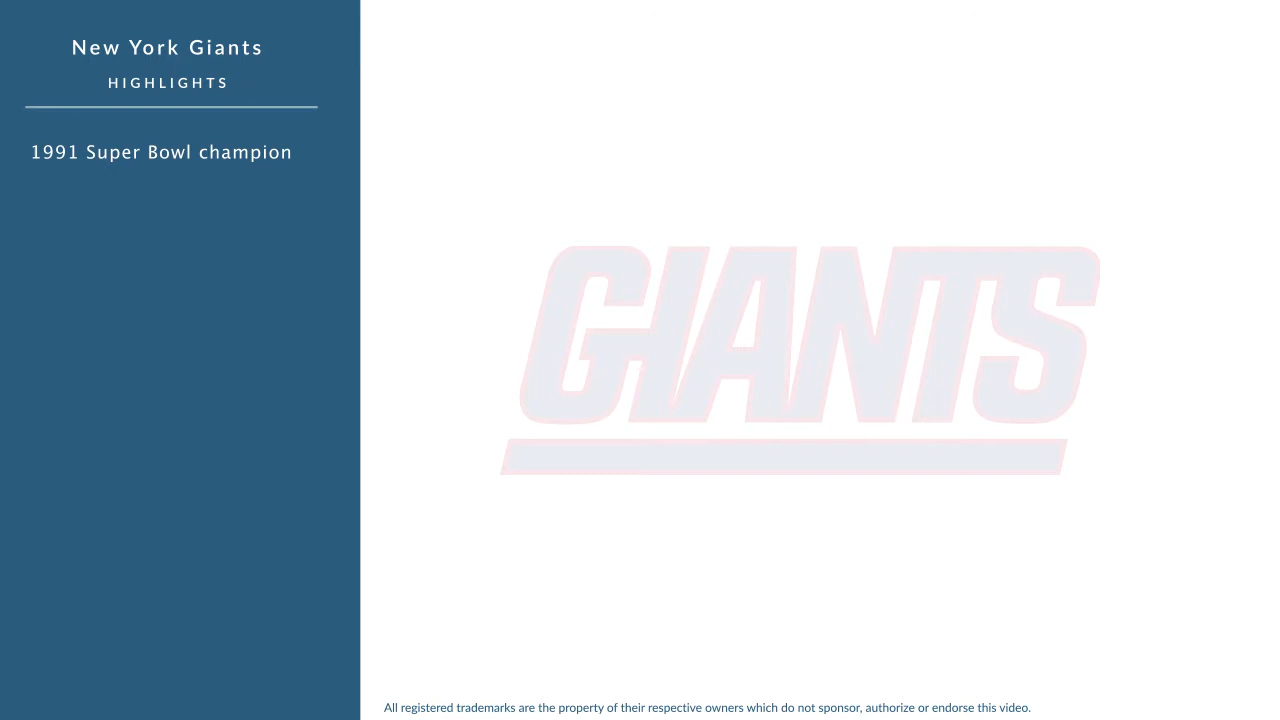 New York Giants
HIGHLIGHTS
1991 Super Bowl champion
GIANTS
All registered trademarks are the property of their respective owners which do not sponsor, authorize or endorse this video.